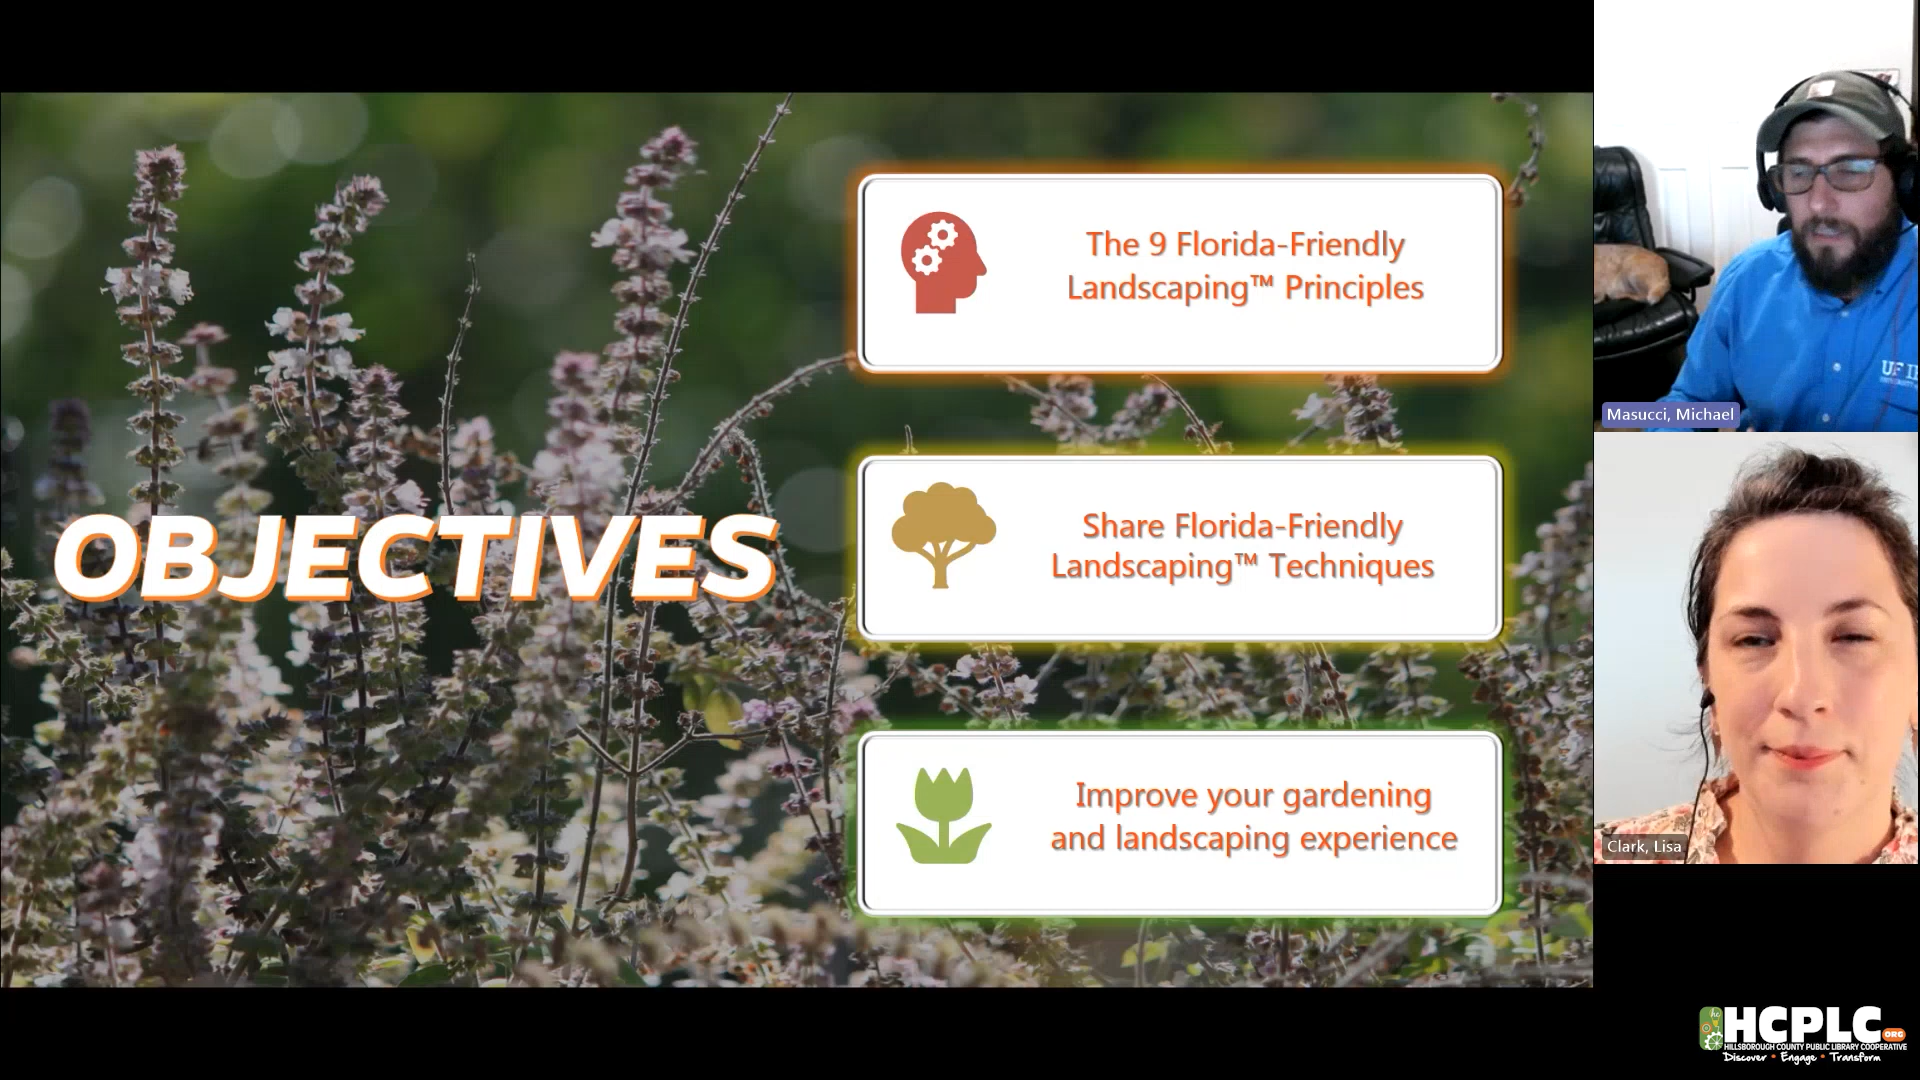 OBJECTIVES
The 9 Florida-Friendly
Landscaping™ Principles
Share Florida-Friendly
Landscaping™ Techniques
Improve your gardening
and landscaping experience
Masucci, Michael
Clark, Lisa
HCPLC.ORG
HILLSBOROUGH COUNTY PUBLIC LIBRARY COOPERATIVE
Discover • Engage • Transform